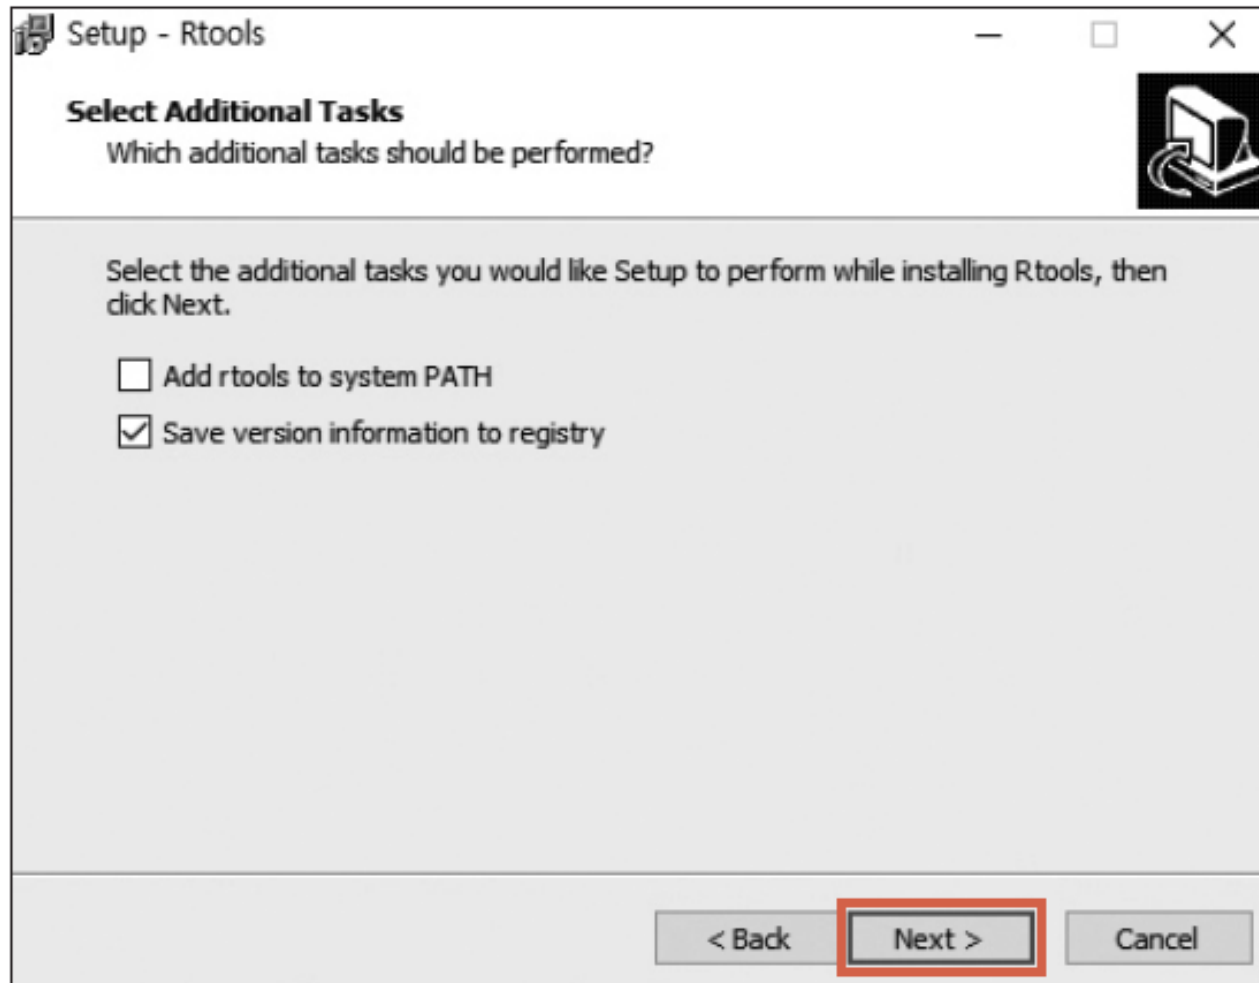 Setup - Rtools
Select Additional Tasks
Which additional tasks should be performed?
Select the additional tasks you would like Setup to perform while installing Rtools, then
click Next.
Add rtools to system PATH
Save version information to registry
< Back
Next >
Cancel